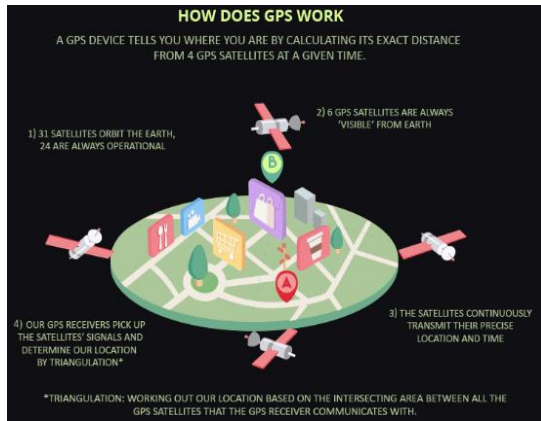 HOW DOES GPS WORK
A GPS DEVICE TELLS YOU WHERE YOU ARE BY CALCULATING ITS EXACT DISTANCE
FROM 4 GPS SATELLITES AT A GIVEN TIME.
1) 31 SATELLITES ORBIT THE EARTH,
24 ARE ALWAYS OPERATIONAL
2) 6 GPS SATELLITES ARE ALWAYS
'VISIBLE' FROM EARTH
B
A
3) THE SATELLITES CONTINUOUSLY
TRANSMIT THEIR PRECISE
LOCATION AND TIME
4) OUR GPS RECEIVERS PICK UP
THE SATELLITES' SIGNALS AND
DETERMINE OUR LOCATION
BY TRIANGULATION*
*TRIANGULATION: WORKING OUT OUR LOCATION BASED ON THE INTERSECTING AREA BETWEEN ALL THE
GPS SATELLITES THAT THE GPS RECEIVER COMMUNICATES WITH.